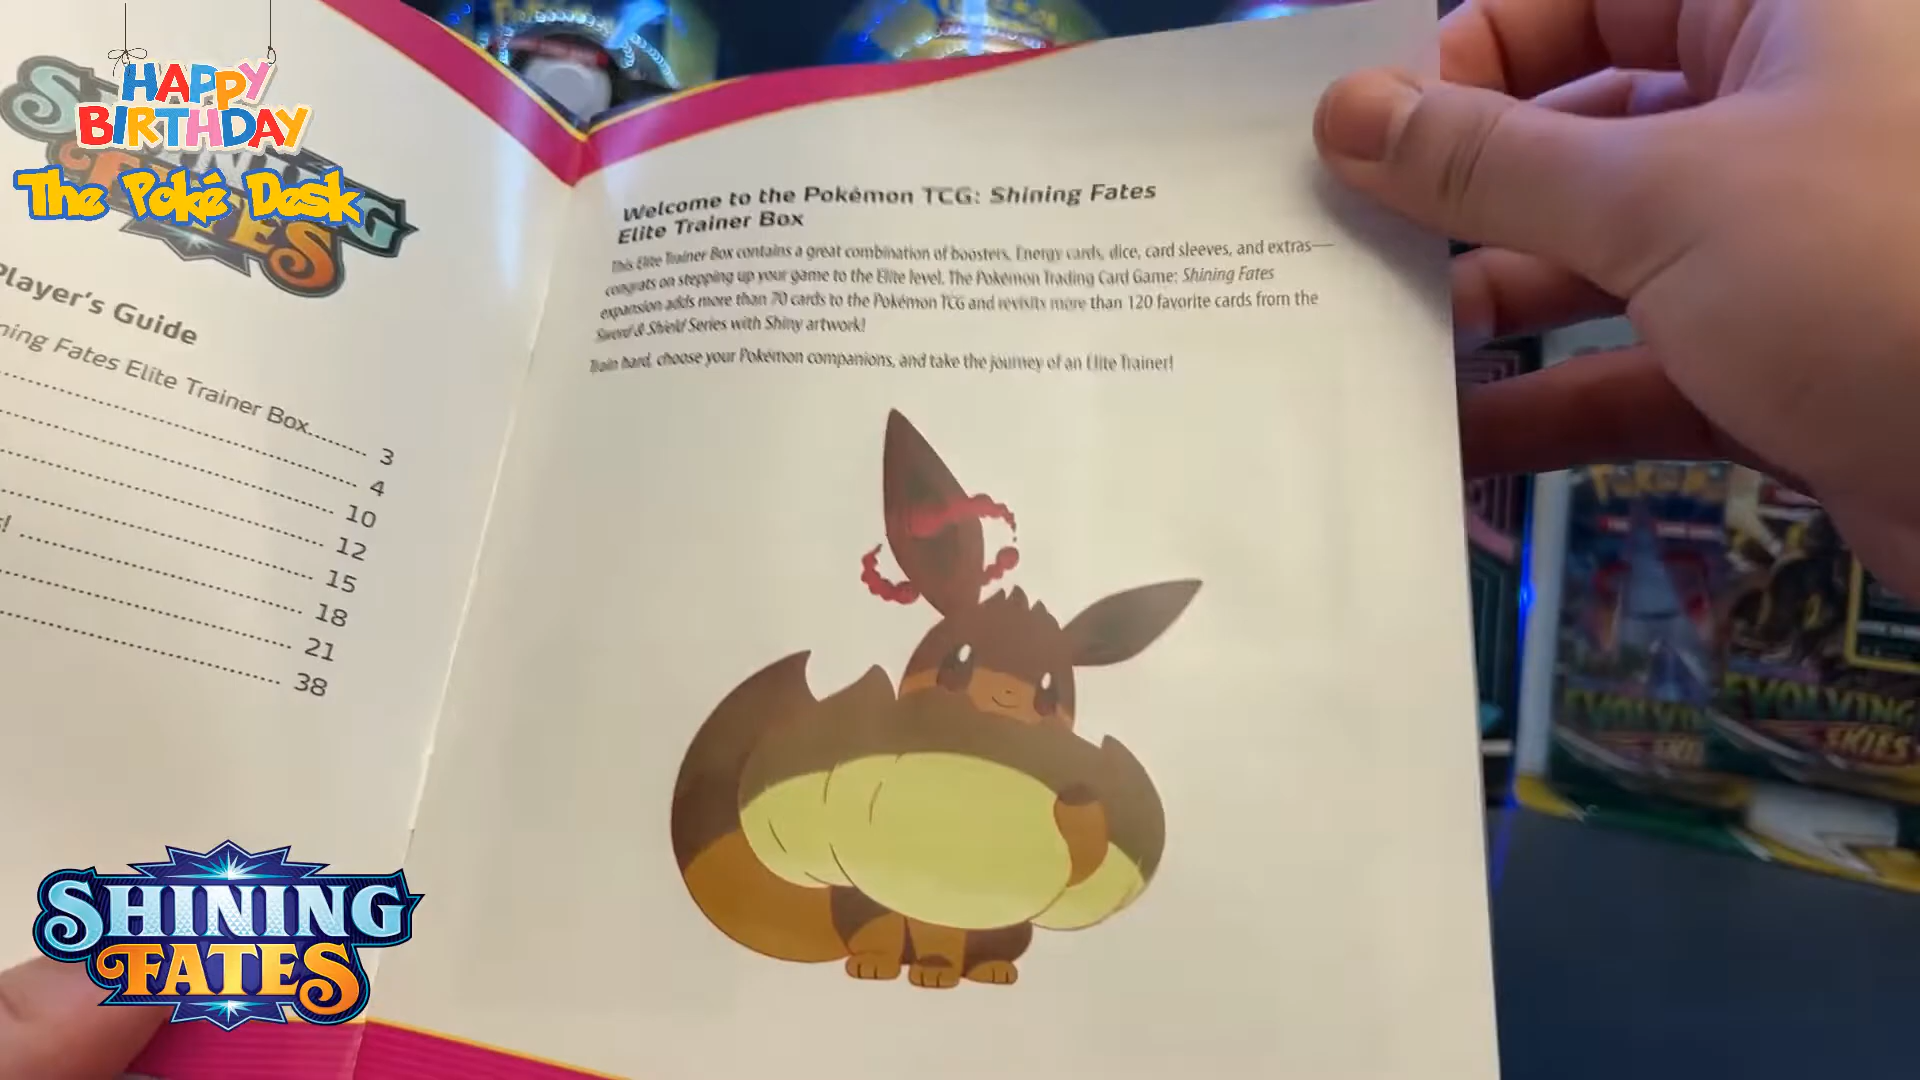 HAPPY
BIRTHDAY
The Poké Desk
Player's Guide
ning Fates Elite Trainer Box 3
4
10
12
15
! 18
21
38
Welcome to the Pokémon TCG: Shining Fates
Elite Trainer Box
This Elite Trainer Box contains a great combination of boosters, Energy cards, dice, card sleeves, and extras—
congrats on stepping up your game to the Elite level. The Pokémon Trading Card Game: Shining Fates
expansion adds more than 70 cards to the Pokémon TCG and revisits more than 120 favorite cards from the
Sword & Shield Series with Shiny artwork!
Train hard, choose your Pokémon companions, and take the journey of an Elite Trainer!
EVOLVING
SKIES
SHINING
FATES